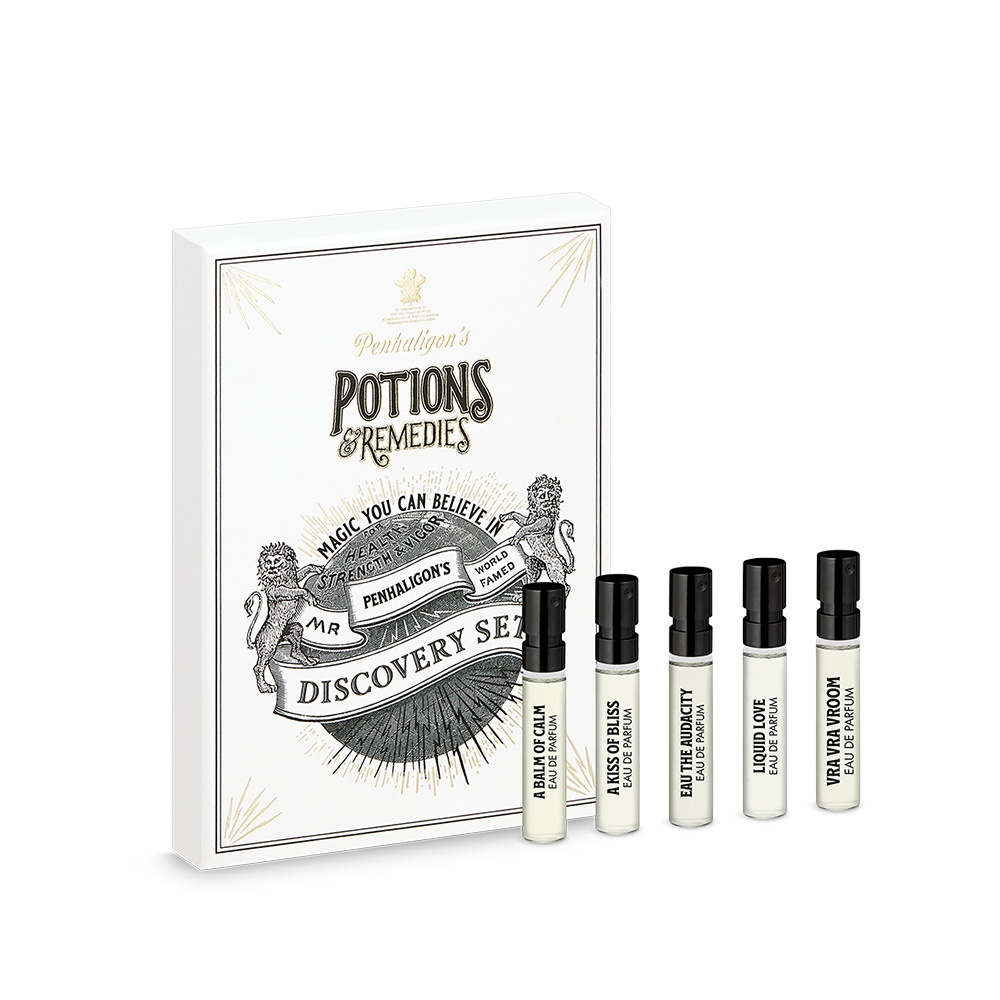 Penhaligon's
POTIONS
& REMEDIES
MAGIC YOU CAN BELIEVE IN
FOR
HEALTH
STRENGTH & VIGOR
MR
PENHALIGON'S
WORLD
FAMED
DISCOVERY SET
A BALM OF CALM
EAU DE PARFUM
A KISS OF BLISS
EAU DE PARFUM
EAU THE AUDACITY
EAU DE PARFUM
LIQUID LOVE
EAU DE PARFUM
VRA VRA VROOM
EAU DE PARFUM